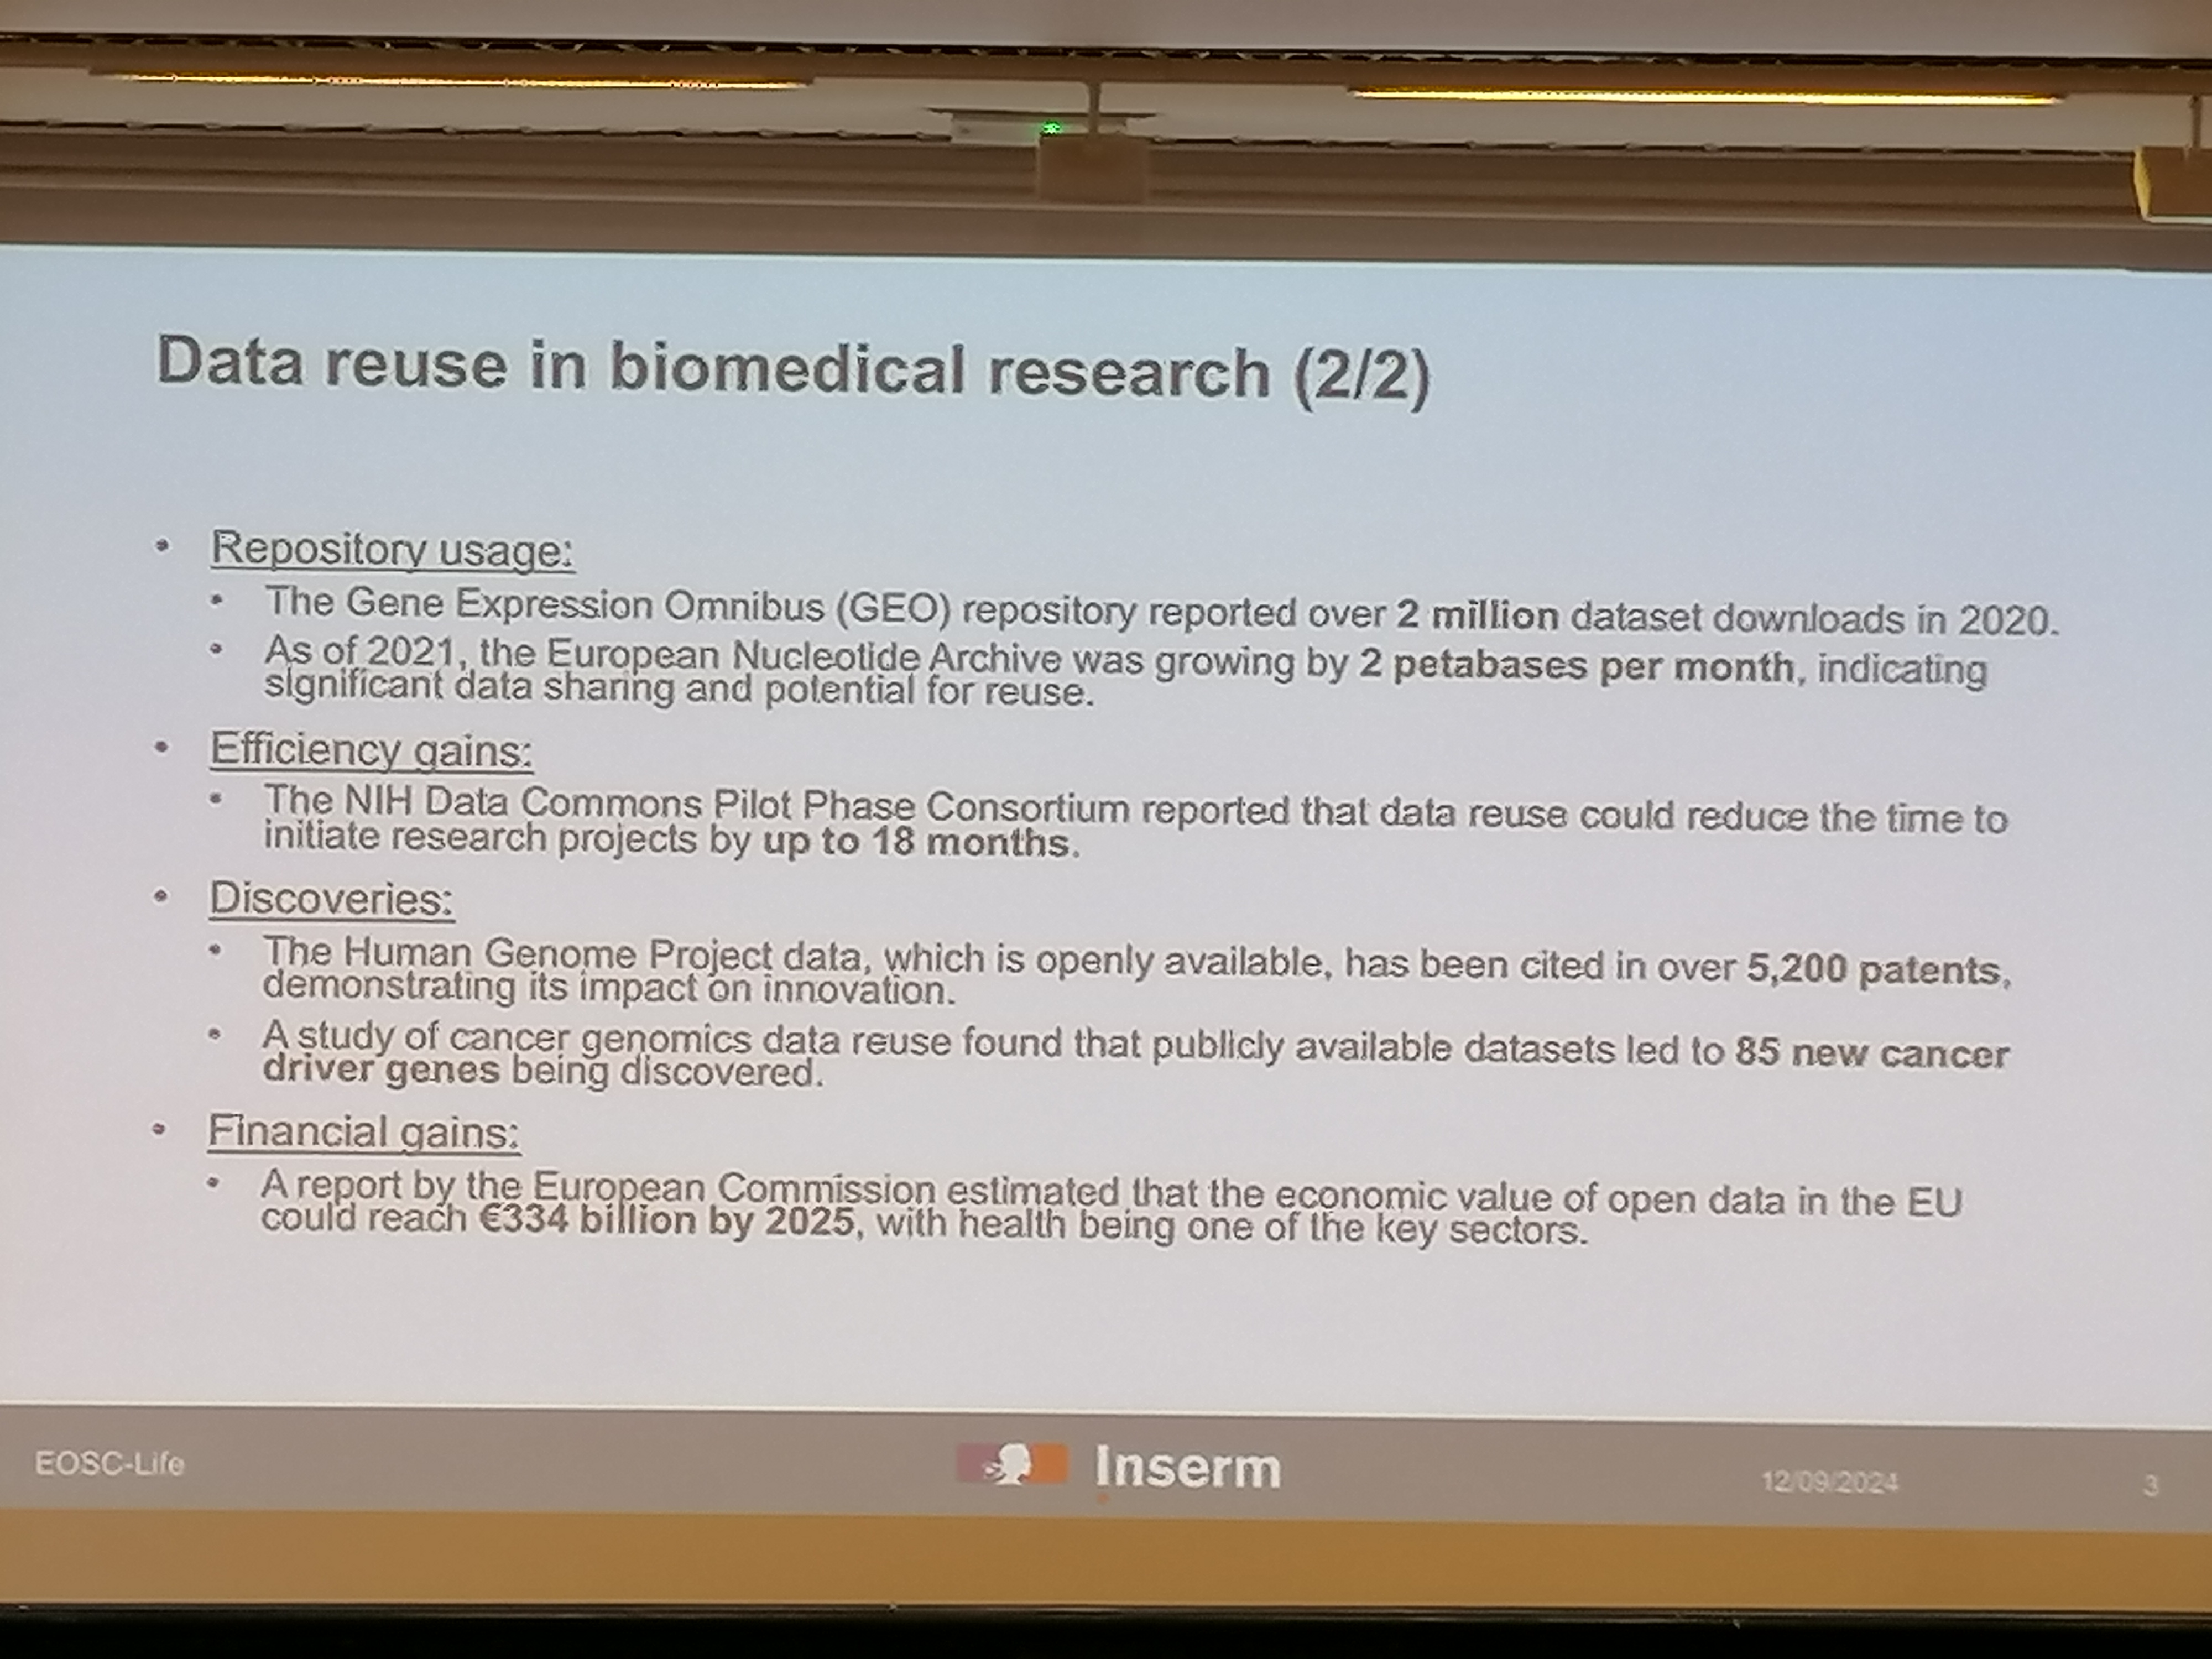 Data reuse in biomedical research (2/2)
• Repository usage:
• The Gene Expression Omnibus (GEO) repository reported over 2 million dataset downloads in 2020.
• As of 2021, the European Nucleotide Archive was growing by 2 petabases per month, indicating
significant data sharing and potential for reuse.
• Efficiency gains:
• The NIH Data Commons Pilot Phase Consortium reported that data reuse could reduce the time to
initiate research projects by up to 18 months.
• Discoveries:
• The Human Genome Project data, which is openly available, has been cited in over 5,200 patents,
demonstrating its impact on innovation.
• A study of cancer genomics data reuse found that publicly available datasets led to 85 new cancer
driver genes being discovered.
• Financial gains:
• A report by the European Commission estimated that the economic value of open data in the EU
could reach €334 billion by 2025, with health being one of the key sectors.
EOSC-Life
Inserm
12/09/2024
3